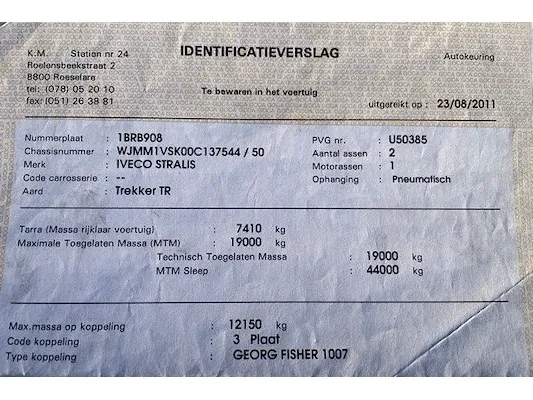 K.M. Station nr 24
Roelensbeekstraat 2
8800 Roeselare
tel: (078) 05 20 10
fax: (051) 26 38 81
IDENTIFICATIEVERSLAG
Autokeuring
Te bewaren in het voertuig
uitgereikt op : 23/08/2011
Nummerplaat : 1BRB908
PVG nr. : U50385
Chassisnummer : WJMM1VSK00C137544 / 50
Aantal assen : 2
Merk : IVECO STRALIS
Motorassen : 1
Code carrosserie : --
Ophanging : Pneumatisch
Aard : Trekker TR
Tarra (Massa rijklaar voertuig) : 7410 kg
Maximale Toegelaten Massa (MTM) : 19000 kg
Technisch Toegelaten Massa : 19000 kg
MTM Sleep : 44000 kg
Max.massa op koppeling : 12150 kg
Code koppeling : 3 Plaat
Type koppeling : GEORG FISHER 1007